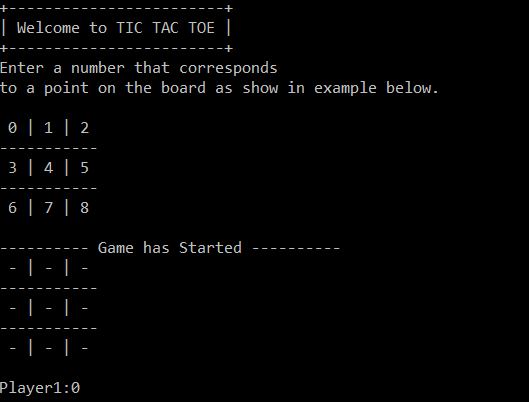 +-----------------------+
| Welcome to TIC TAC TOE |
+-----------------------+
Enter a number that corresponds
to a point on the board as show in example below.
0 | 1 | 2
-----------
3 | 4 | 5
-----------
6 | 7 | 8
---------- Game has Started ----------
- | - | -
-----------
- | - | -
-----------
- | - | -
Player1:0